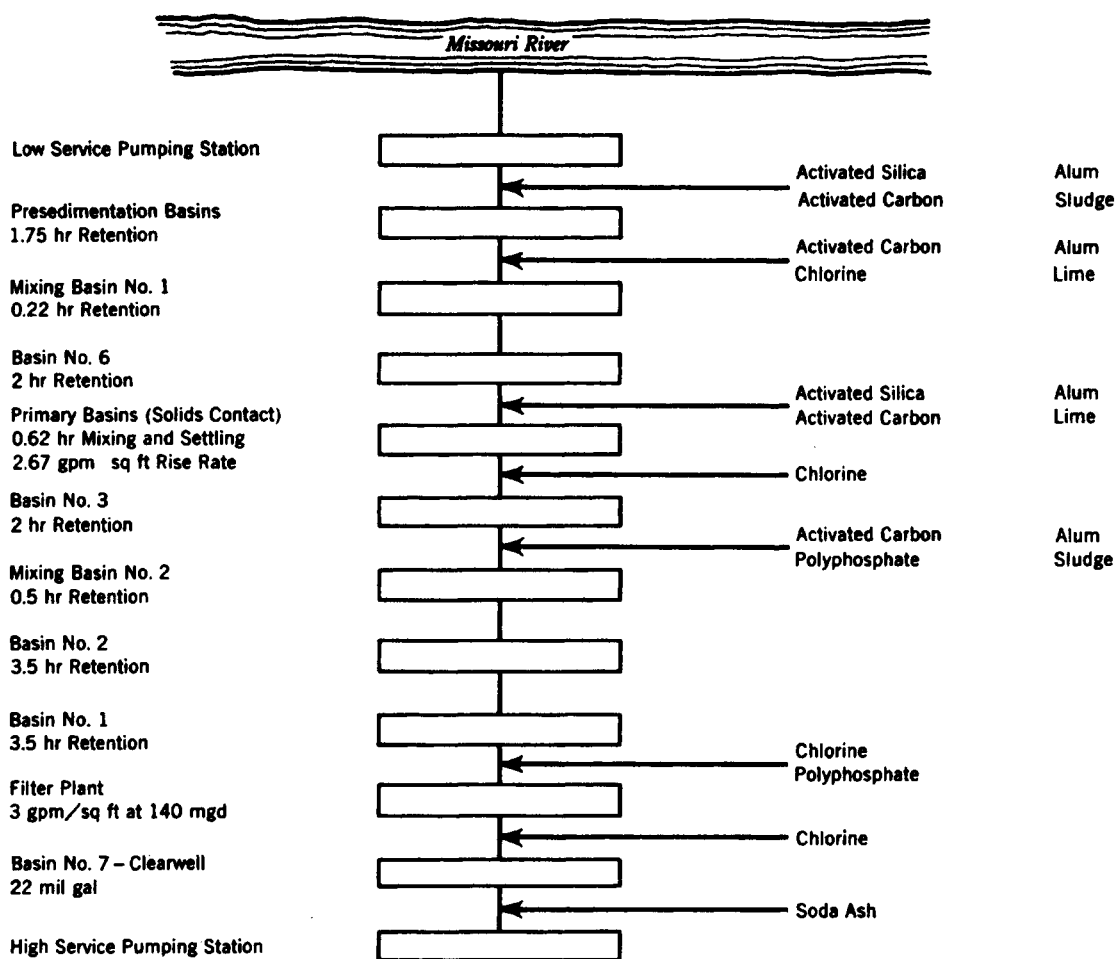 Missouri River
Low Service Pumping Station
Activated Silica Alum
Activated Carbon Sludge
Presedimentation Basins
1.75 hr Retention
Activated Carbon Alum
Chlorine Lime
Mixing Basin No. 1
0.22 hr Retention
Basin No. 6
2 hr Retention
Activated Silica Alum
Activated Carbon Lime
Primary Basins (Solids Contact)
0.62 hr Mixing and Settling
2.67 gpm sq ft Rise Rate
Chlorine
Basin No. 3
2 hr Retention
Activated Carbon Alum
Polyphosphate Sludge
Mixing Basin No. 2
0.5 hr Retention
Basin No. 2
3.5 hr Retention
Basin No. 1
3.5 hr Retention
Chlorine
Polyphosphate
Filter Plant
3 gpm/sq ft at 140 mgd
Chlorine
Basin No. 7 – Clearwell
22 mil gal
Soda Ash
High Service Pumping Station